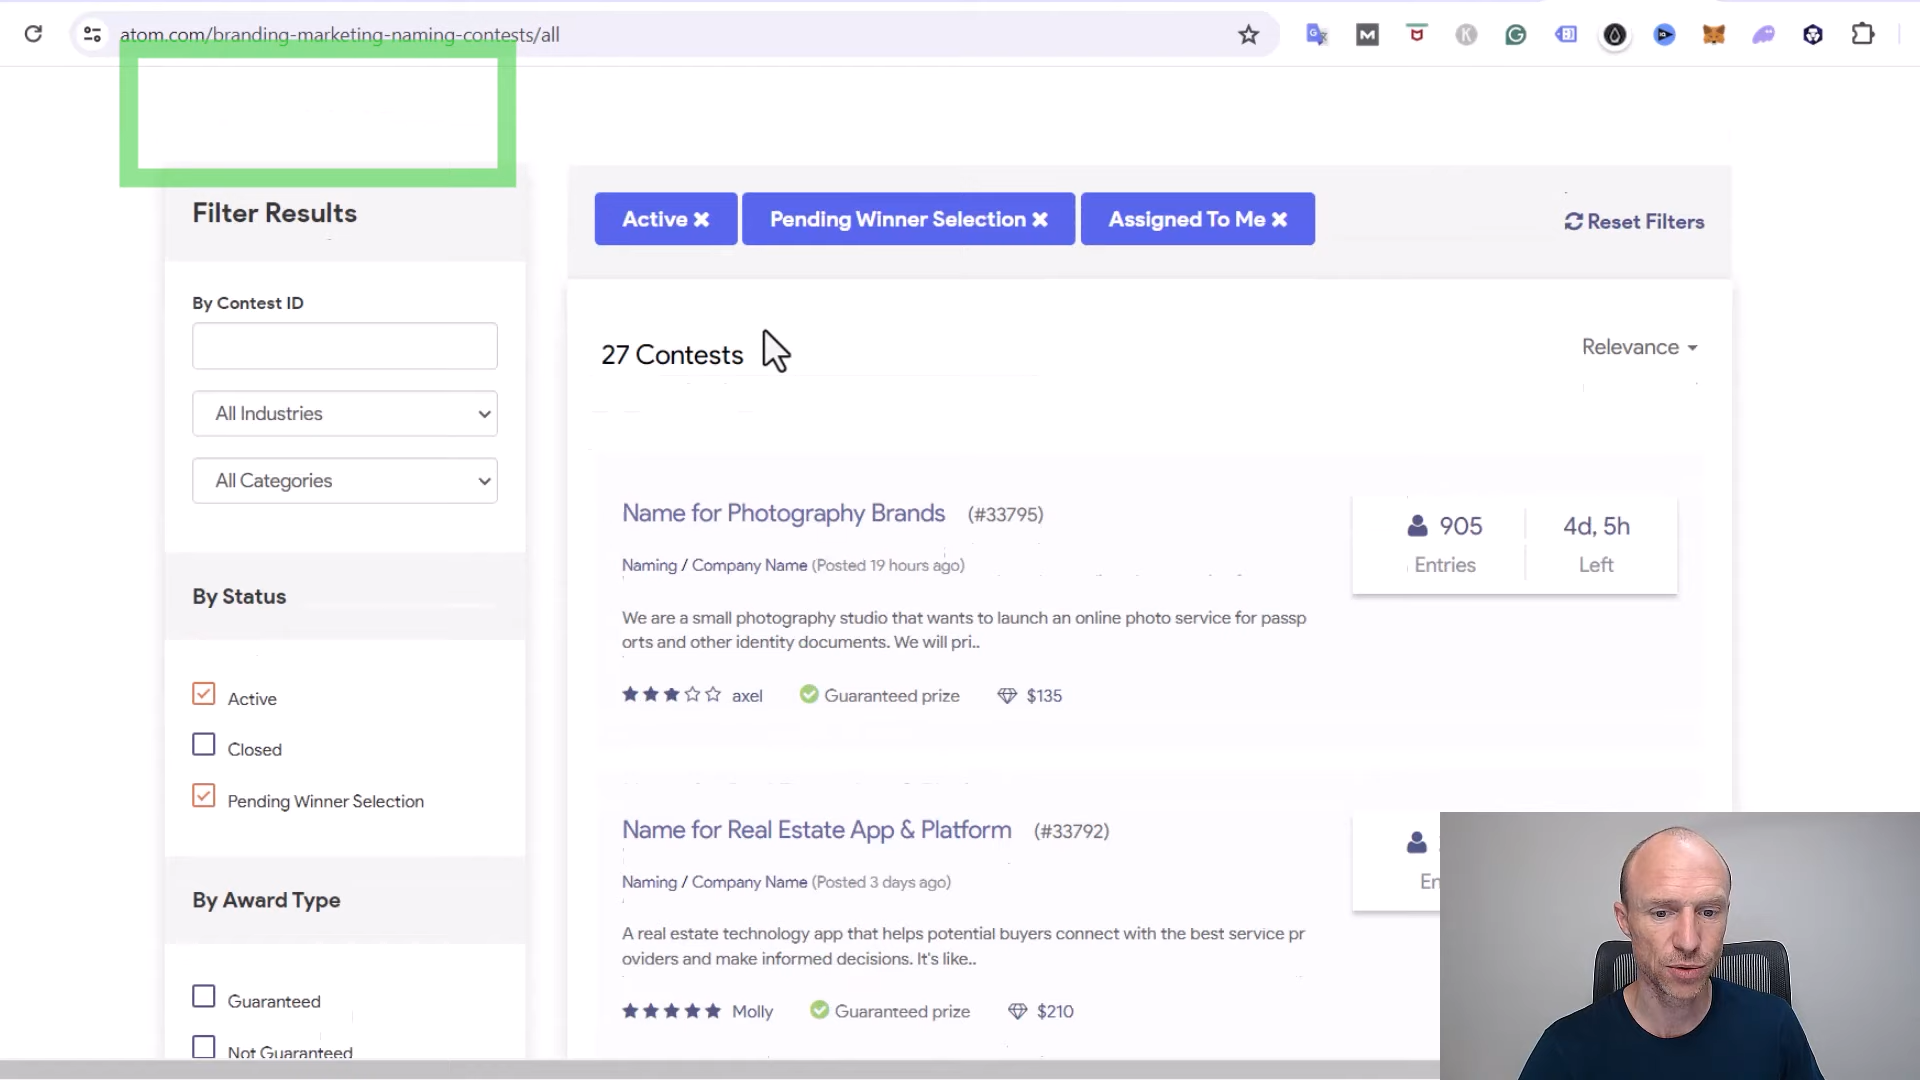 atom.com/branding-marketing-naming-contests/all
Filter Results
By Contest ID
All Industries
All Categories
By Status
Active
Closed
Pending Winner Selection
By Award Type
Guaranteed
Not Guaranteed
Active ✖ Pending Winner Selection ✖ Assigned To Me ✖
Reset Filters
27 Contests
Relevance
Name for Photography Brands (#33795)
Naming / Company Name (Posted 19 hours ago)
We are a small photography studio that wants to launch an online photo service for passp
orts and other identity documents. We will pri..
axel Guaranteed prize $135
905 4d, 5h
Entries Left
Name for Real Estate App & Platform (#33792)
Naming / Company Name (Posted 3 days ago)
A real estate technology app that helps potential buyers connect with the best service pr
oviders and make informed decisions. It's like..
Molly Guaranteed prize $210